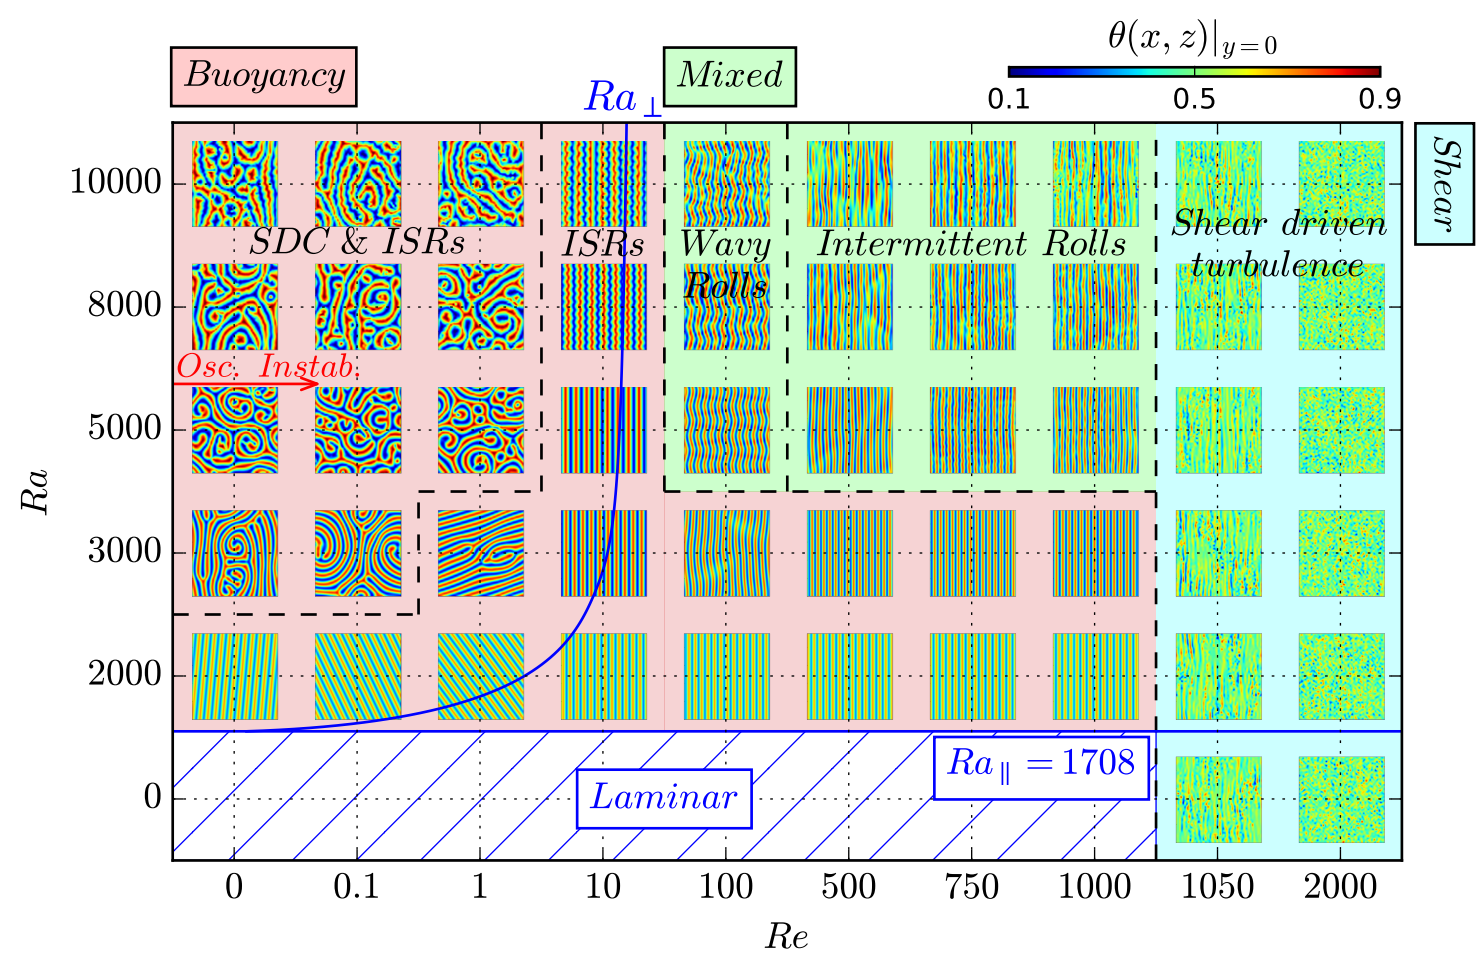 θ(x, z)|y=0
0.1 0.5 0.9
Buoyancy
Mixed
Ra⊥
Shear
10000
8000
5000
3000
2000
0
Ra
SDC & ISRs
ISRs
Wavy
Rolls
Intermittent Rolls
Shear driven
turbulence
Osc. Instab.
Ra∥ = 1708
Laminar
0 0.1 1 10 100 500 750 1000 1050 2000
Re